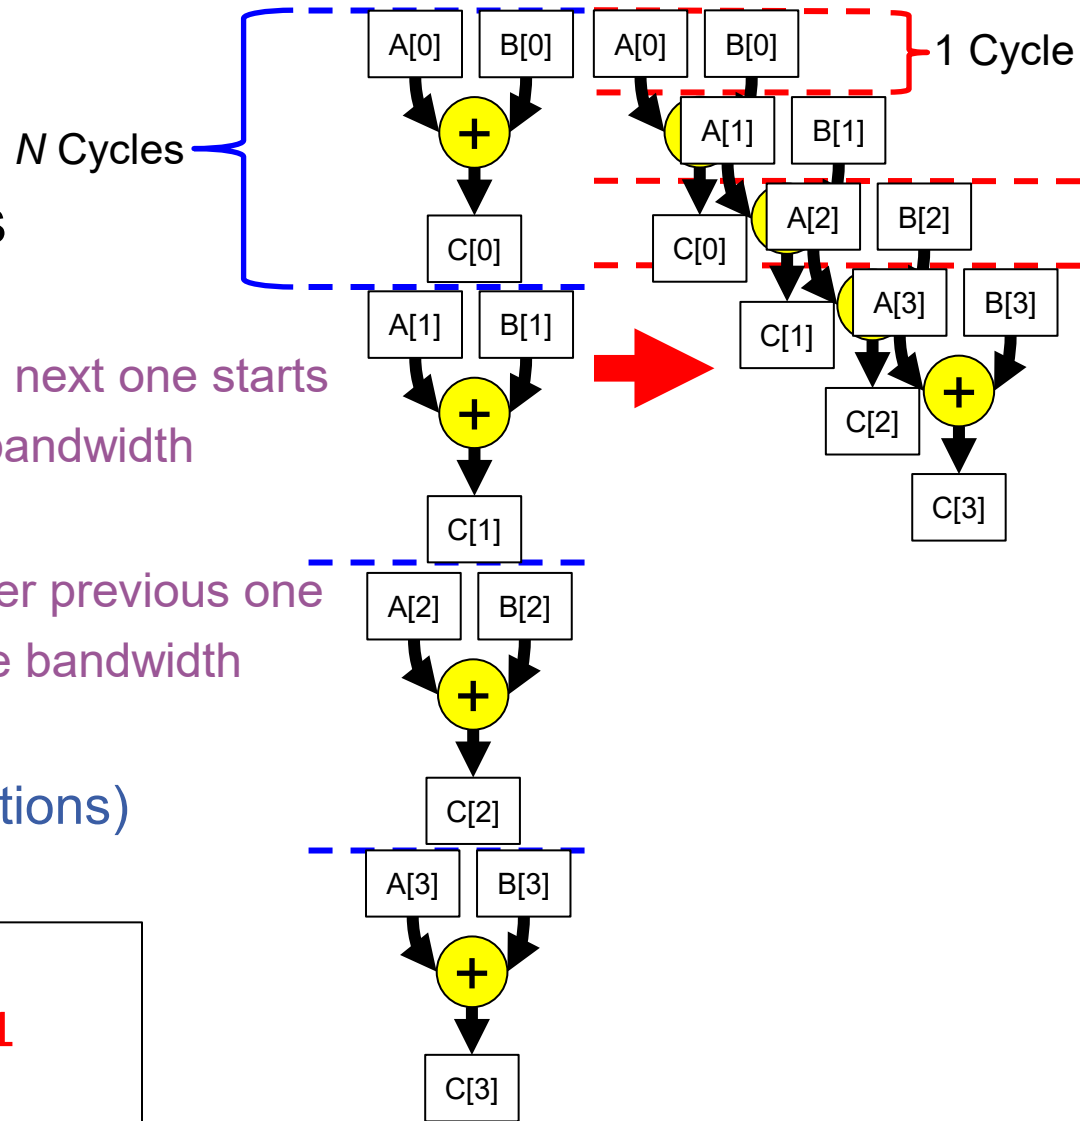 A[0] B[0] A[0] B[0]
1 Cycle
+
A[1] B[1]
N Cycles
s
A[2] B[2]
C[0]
C[0]
A[3] B[3]
A[1] B[1]
C[1]
next one starts
+
+
C[2]
bandwidth
C[3]
C[1]
er previous one
A[2] B[2]
e bandwidth
+
tions)
C[2]
A[3] B[3]
+
1
C[3]